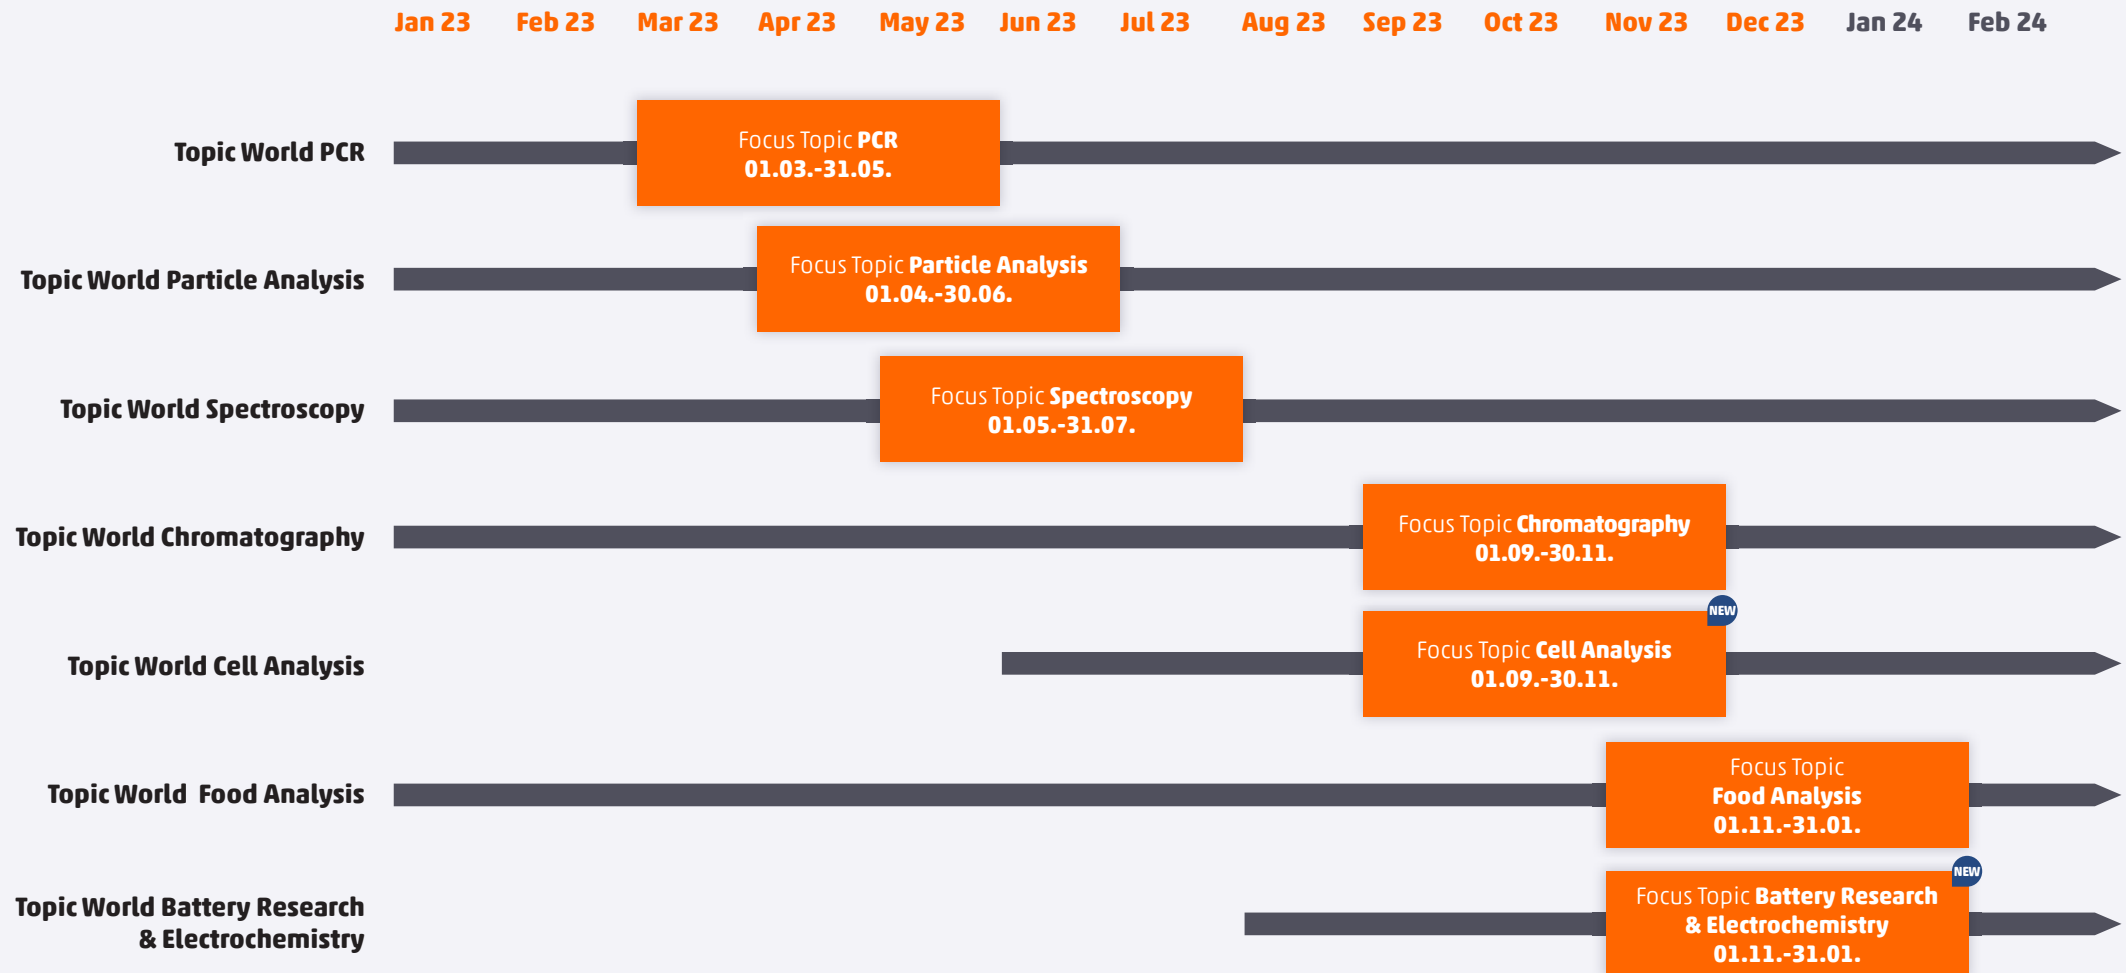 Jan 23 Feb 23 Mar 23 Apr 23 May 23 Jun 23 Jul 23 Aug 23 Sep 23 Oct 23 Nov 23 Dec 23 Jan 24 Feb 24
Topic World PCR
Focus Topic PCR
01.03.-31.05.
Topic World Particle Analysis
Focus Topic Particle Analysis
01.04.-30.06.
Topic World Spectroscopy
Focus Topic Spectroscopy
01.05.-31.07.
Topic World Chromatography
Focus Topic Chromatography
01.09.-30.11.
Topic World Cell Analysis
NEW
Focus Topic Cell Analysis
01.09.-30.11.
Topic World Food Analysis
Focus Topic
Food Analysis
01.11.-31.01.
Topic World Battery Research
& Electrochemistry
NEW
Focus Topic Battery Research
& Electrochemistry
01.11.-31.01.